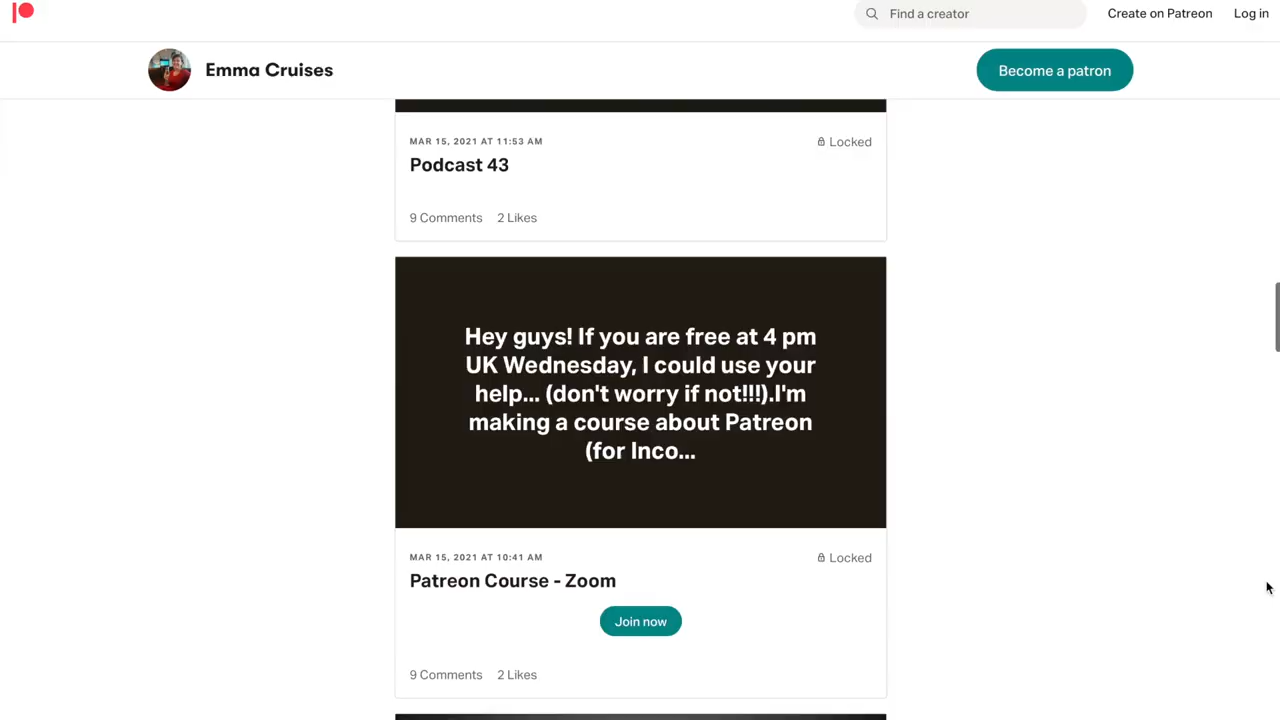 Find a creator
Create on Patreon
Log in
Emma Cruises
Become a patron
MAR 15, 2021 AT 11:53 AM
Locked
Podcast 43
9 Comments 2 Likes
Hey guys! If you are free at 4 pm
UK Wednesday, I could use your
help... (don't worry if not!!!).I'm
making a course about Patreon
(for Inco...
MAR 15, 2021 AT 10:41 AM
Locked
Patreon Course - Zoom
Join now
9 Comments 2 Likes